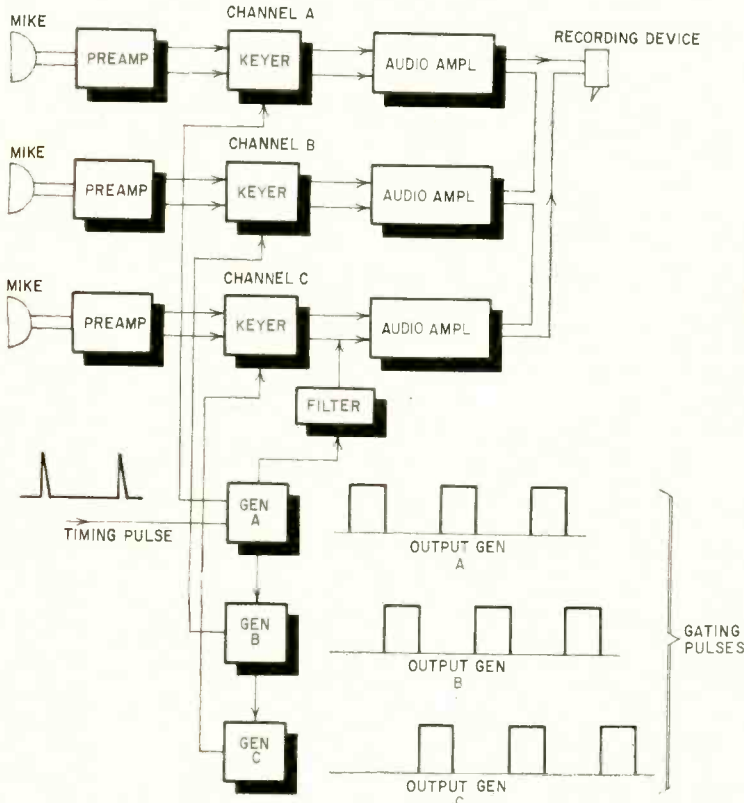 CHANNEL A
MIKE
PREAMP
KEYER
AUDIO AMPL
RECORDING DEVICE
CHANNEL B
MIKE
PREAMP
KEYER
AUDIO AMPL
CHANNEL C
MIKE
PREAMP
KEYER
AUDIO AMPL
FILTER
GEN
A
TIMING PULSE
OUTPUT GEN
A
GEN
B
OUTPUT GEN
B
GATING
PULSES
GEN
C
OUTPUT GEN
C